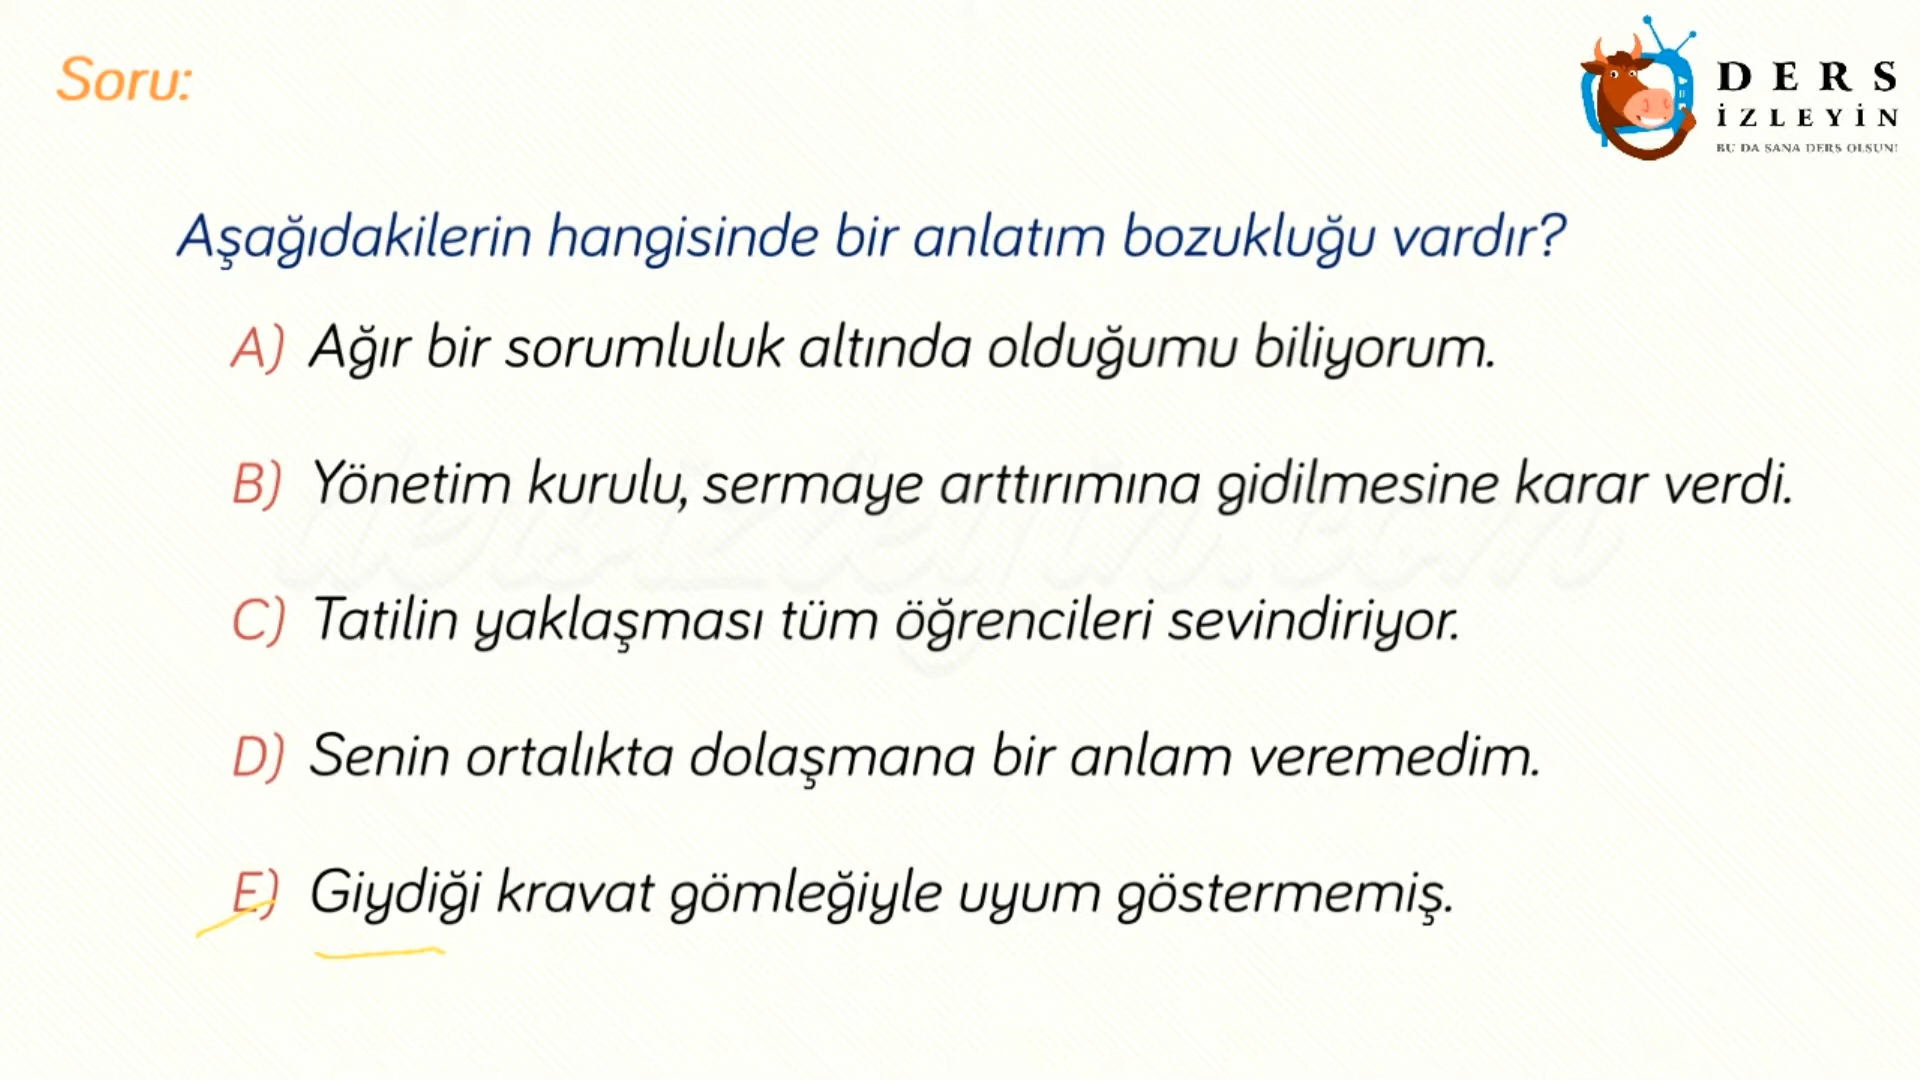 Soru:
DERS
İZLEYİN
BU DA SANA DERS OLSUN!
Aşağıdakilerin hangisinde bir anlatım bozukluğu vardır?
A) Ağır bir sorumluluk altında olduğumu biliyorum.
B) Yönetim kurulu, sermaye arttırımına gidilmesine karar verdi.
C) Tatilin yaklaşması tüm öğrencileri sevindiriyor.
D) Senin ortalıkta dolaşmana bir anlam veremedim.
E) Giydiği kravat gömleğiyle uyum göstermemiş.